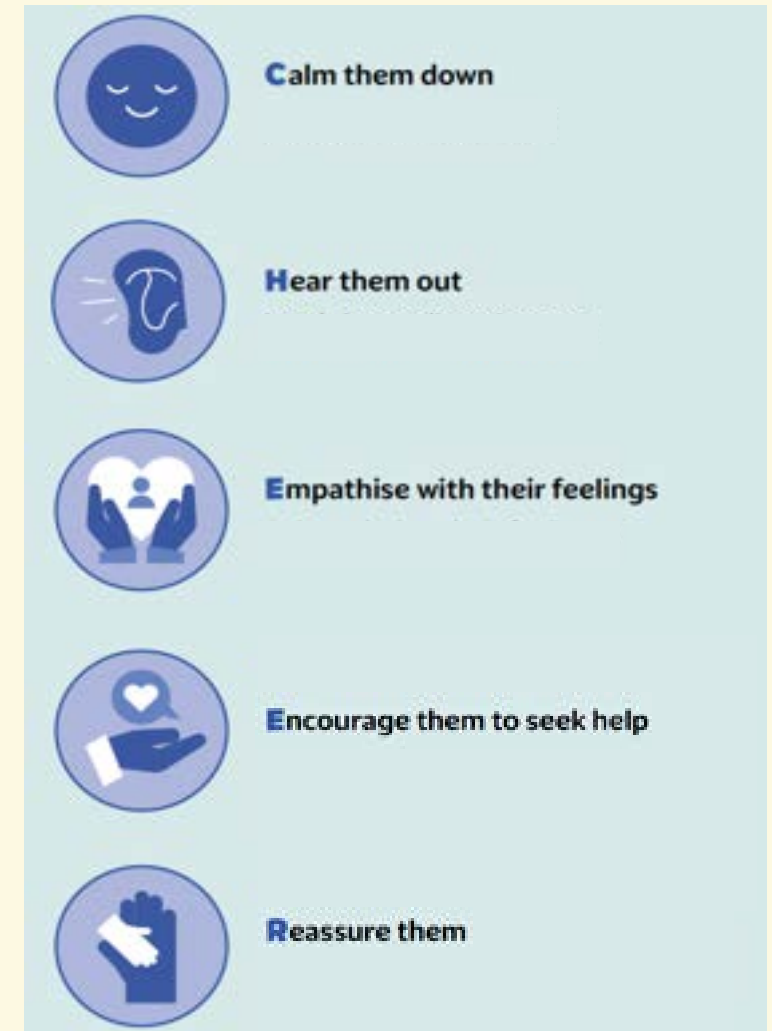 Calm them down
Hear them out
Empathise with their feelings
Encourage them to seek help
Reassure them